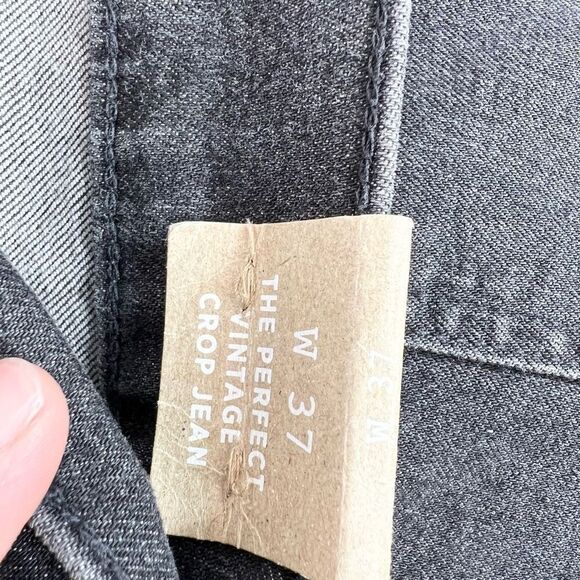 W 37
THE PERFECT
VINTAGE
CROP JEAN
W 37